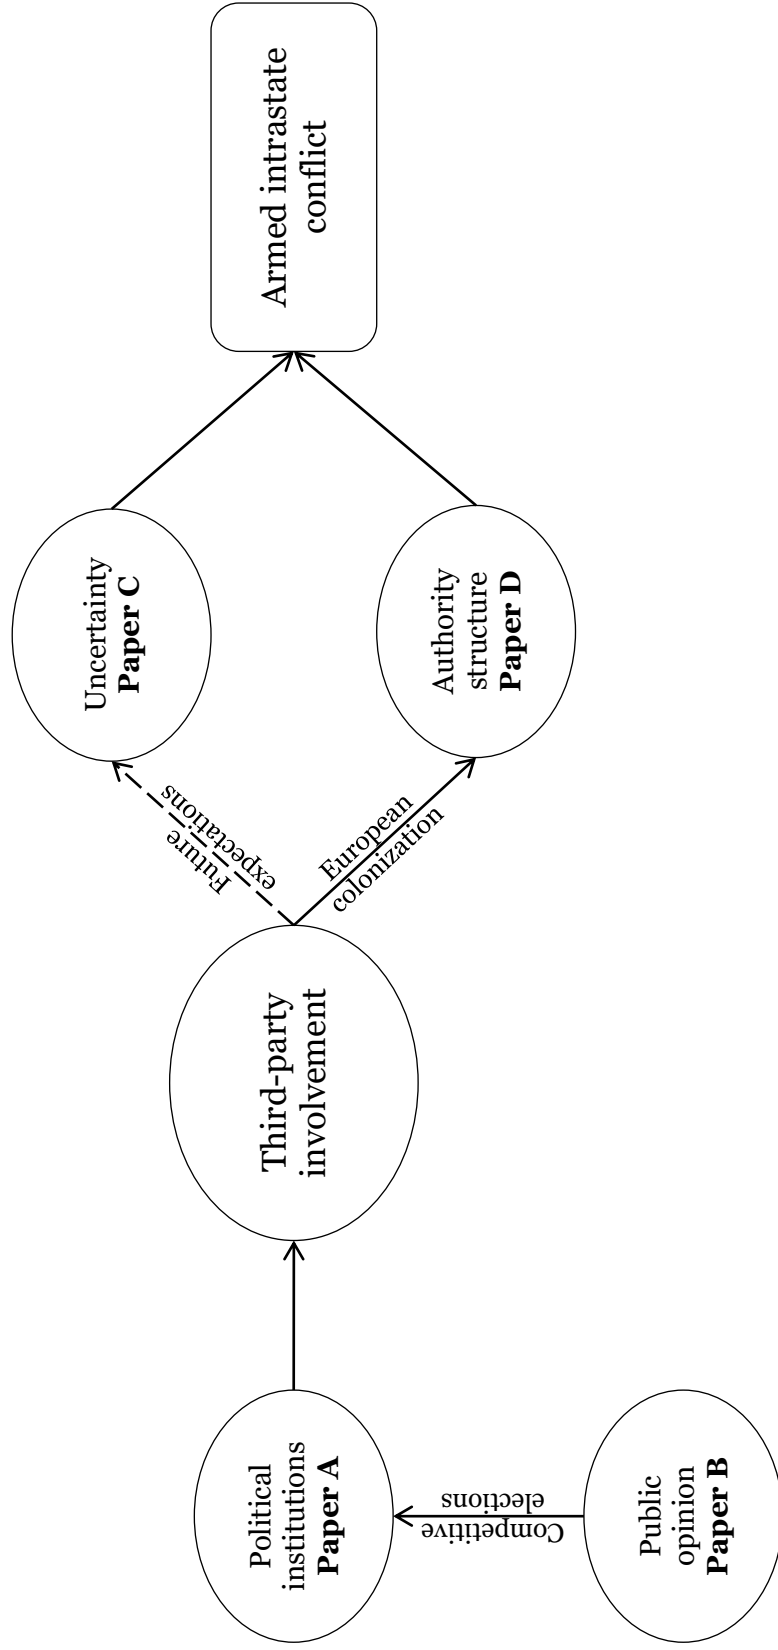 Political
institutions
Paper A
Public
opinion
Paper B
Competitive
elections
Third-party
involvement
Future
expectations
European
colonization
Uncertainty
Paper C
Authority
structure
Paper D
Armed intrastate
conflict